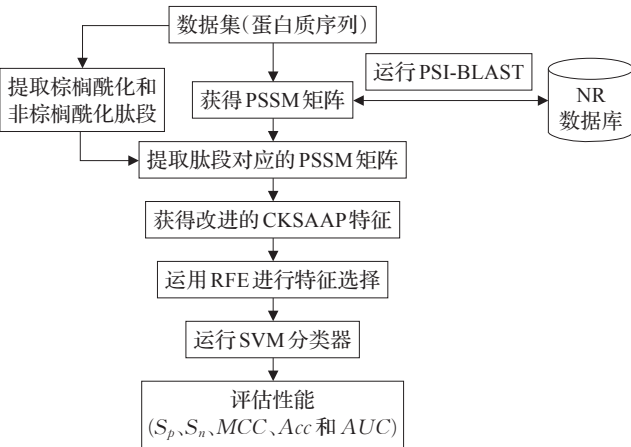 数据集(蛋白质序列)
提取棕榈酰化和
非棕榈酰化肽段
获得PSSM矩阵
运行PSI-BLAST
NR
数据库
提取肽段对应的PSSM矩阵
获得改进的CKSAAP特征
运用RFE进行特征选择
运行SVM分类器
评估性能
(Sp、Sn、MCC、Acc和AUC)